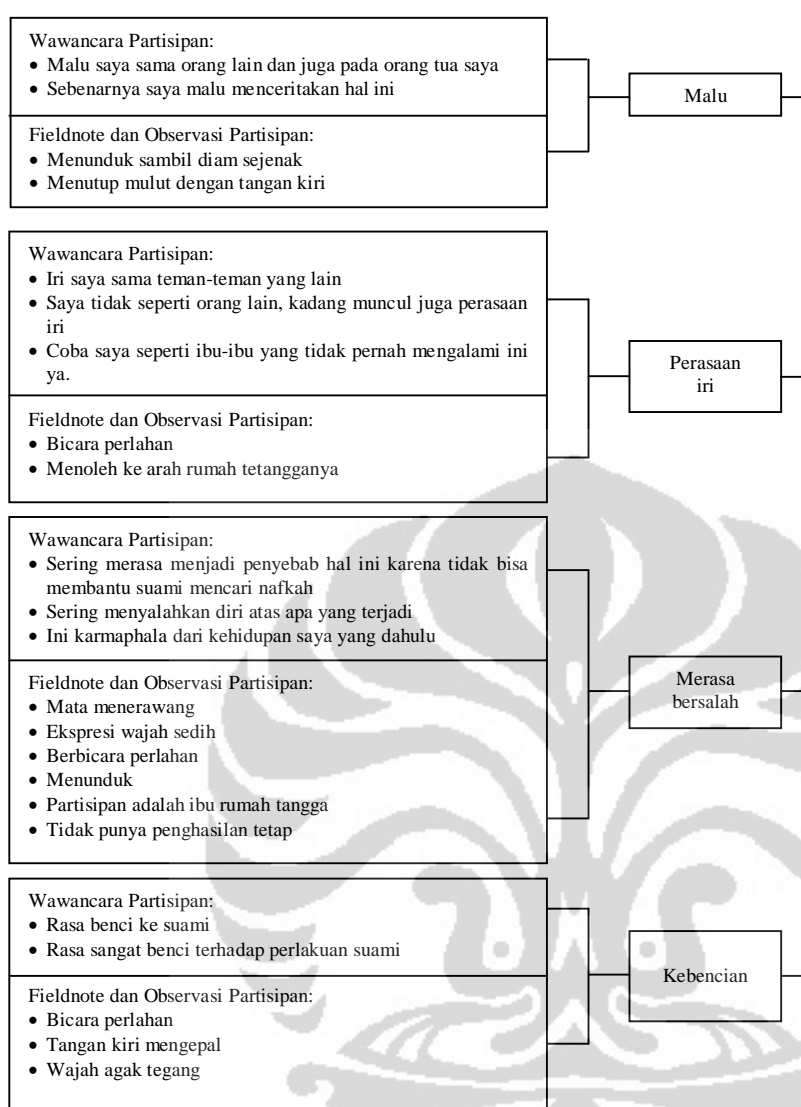 Wawancara Partisipan:
• Malu saya sama orang lain dan juga pada orang tua saya
• Sebenarnya saya malu menceritakan hal ini
Fieldnote dan Observasi Partisipan:
• Menunduk sambil diam sejenak
• Menutup mulut dengan tangan kiri
Malu
Wawancara Partisipan:
• Iri saya sama teman-teman yang lain
• Saya tidak seperti orang lain, kadang muncul juga perasaan
iri
• Coba saya seperti ibu-ibu yang tidak pernah mengalami ini
ya.
Fieldnote dan Observasi Partisipan:
• Bicara perlahan
• Menoleh ke arah rumah tetangganya
Perasaan
iri
Wawancara Partisipan:
• Sering merasa menjadi penyebab hal ini karena tidak bisa
membantu suami mencari nafkah
• Sering menyalahkan diri atas apa yang terjadi
• Ini karmaphala dari kehidupan saya yang dahulu
Fieldnote dan Observasi Partisipan:
• Mata menerawang
• Ekspresi wajah sedih
• Berbicara perlahan
• Menunduk
• Partisipan adalah ibu rumah tangga
• Tidak punya penghasilan tetap
Merasa
bersalah
Wawancara Partisipan:
• Rasa benci ke suami
• Rasa sangat benci terhadap perlakuan suami
Fieldnote dan Observasi Partisipan:
• Bicara perlahan
• Tangan kiri mengepal
• Wajah agak tegang
Kebencian